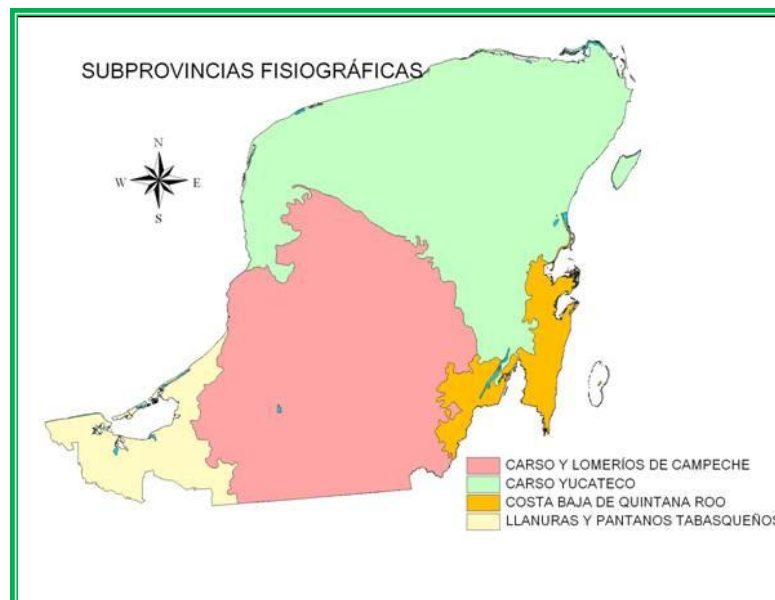 SUBPROVINCIAS FISIOGRÁFICAS
N
W E
S
CARSO Y LOMERÍOS DE CAMPECHE
CARSO YUCATECO
COSTA BAJA DE QUINTANA ROO
LLANURAS Y PANTANOS TABASQUEÑOS